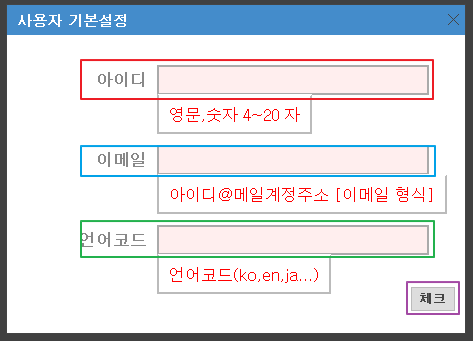 사용자 기본설정
아이디
영문,숫자 4~20 자
이메일
아이디@메일계정주소 [이메일 형식]
언어코드
언어코드(ko,en,ja...)
체크